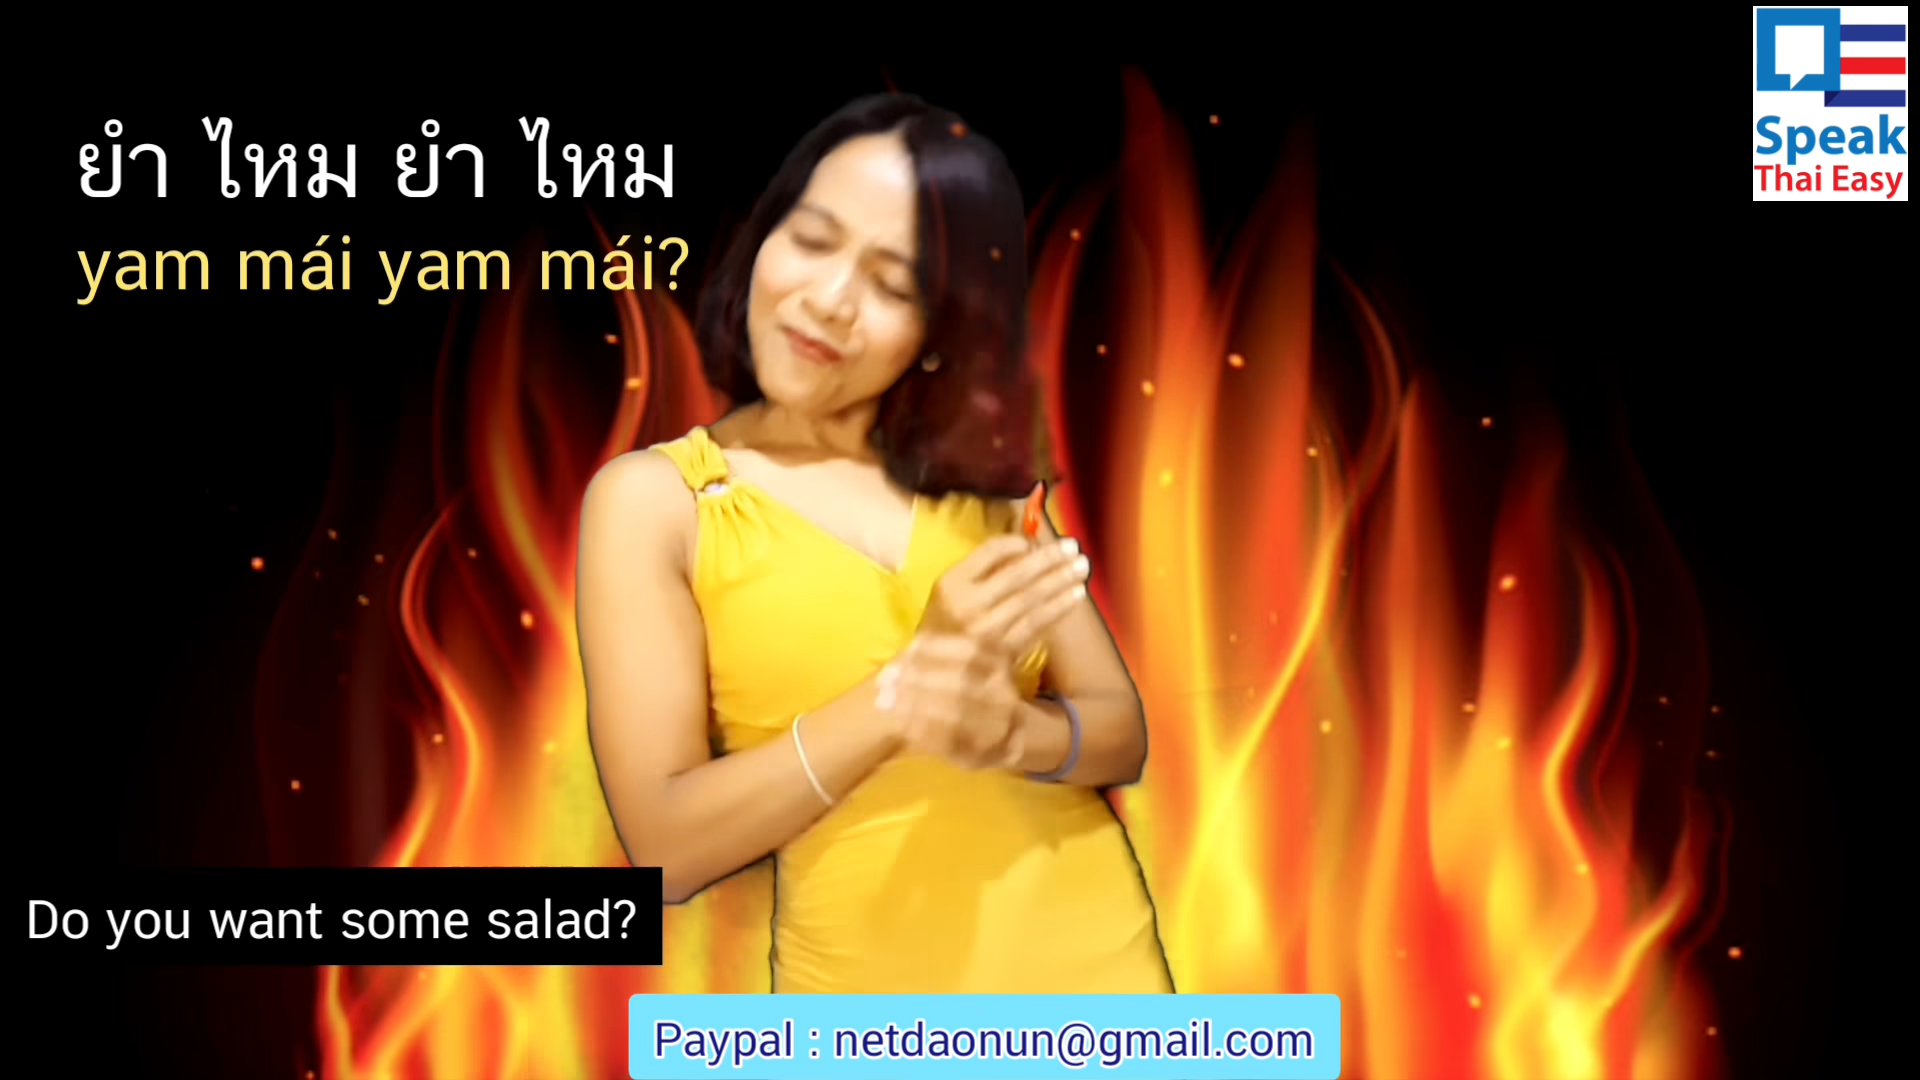 Speak
Thai Easy
ยำ ไหม ยำ ไหม
yam mái yam mái?
Do you want some salad?
Paypal : netdaonun@gmail.com